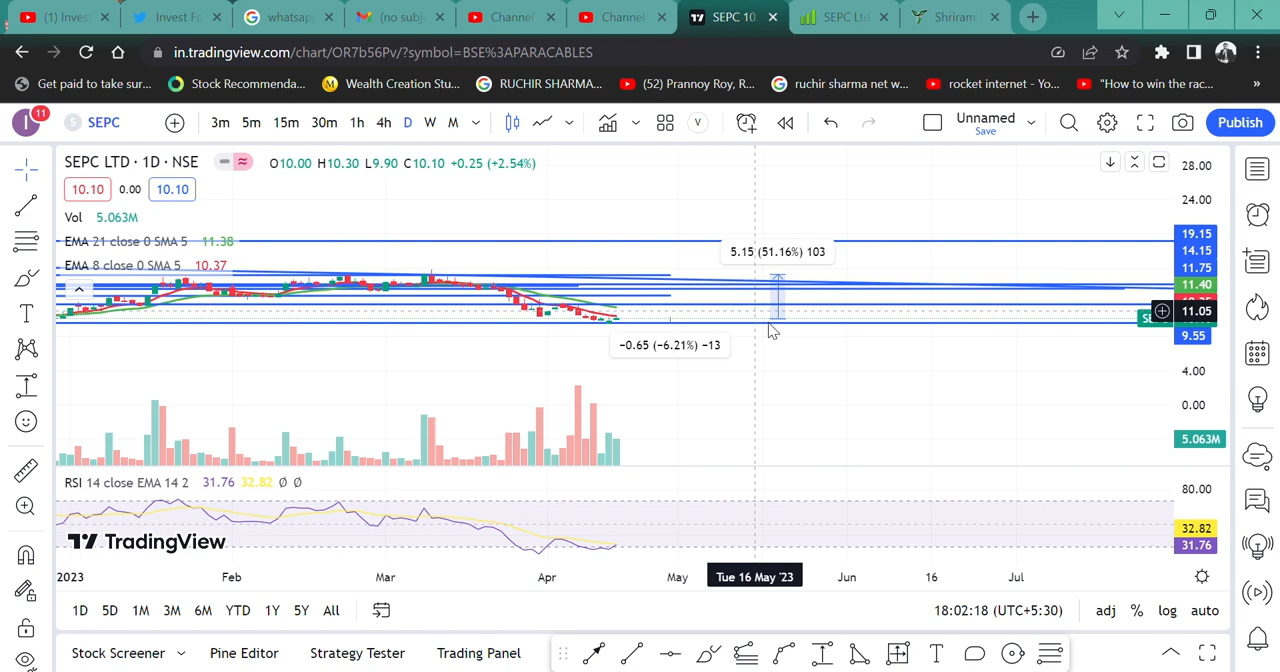 (1) Invest
Invest Fo
whatsap
(no subj
Channel
Channel
SEPC 10.
SEPC Ltd
Shriram
in.tradingview.com/chart/OR7b56Pv/?symbol=BSE%3APARACABLES
Get paid to take sur...
Stock Recommenda...
Wealth Creation Stu...
RUCHIR SHARMA...
(52) Prannoy Roy, R...
ruchir sharma net w...
rocket internet - Yo...
"How to win the rac...
»
I
11
S
SEPC
3m 5m 15m 30m 1h 4h D W M
V
Unnamed
Save
Publish
SEPC LTD · 1D · NSE
O10.00 H10.30 L9.90 C10.10 +0.25 (+2.54%)
10.10 0.00 10.10
Vol 5.063M
EMA 21 close 0 SMA 5 11.38
EMA 8 close 0 SMA 5 10.37
5.15 (51.16%) 103
−0.65 (−6.21%) −13
28.00
24.00
19.15
14.15
11.75
11.40
11.05
9.55
4.00
0.00
5.063M
RSI 14 close EMA 14 2 31.76 32.82 Ø Ø
80.00
32.82
31.76
TradingView
2023 Feb Mar Apr May Tue 16 May '23 Jun 16 Jul
1D 5D 1M 3M 6M YTD 1Y 5Y All
18:02:18 (UTC+5:30) adj % log auto
Stock Screener Pine Editor Strategy Tester Trading Panel